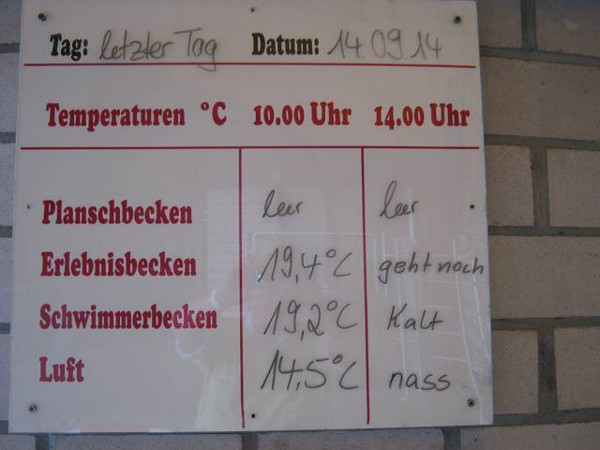 Tag: letzter Tag Datum: 14.09.14
Temperaturen °C 10.00 Uhr 14.00 Uhr
Planschbecken leer leer
Erlebnisbecken 19,4°C geht noch
Schwimmerbecken 19,2°C Kalt
Luft 14,5°C nass